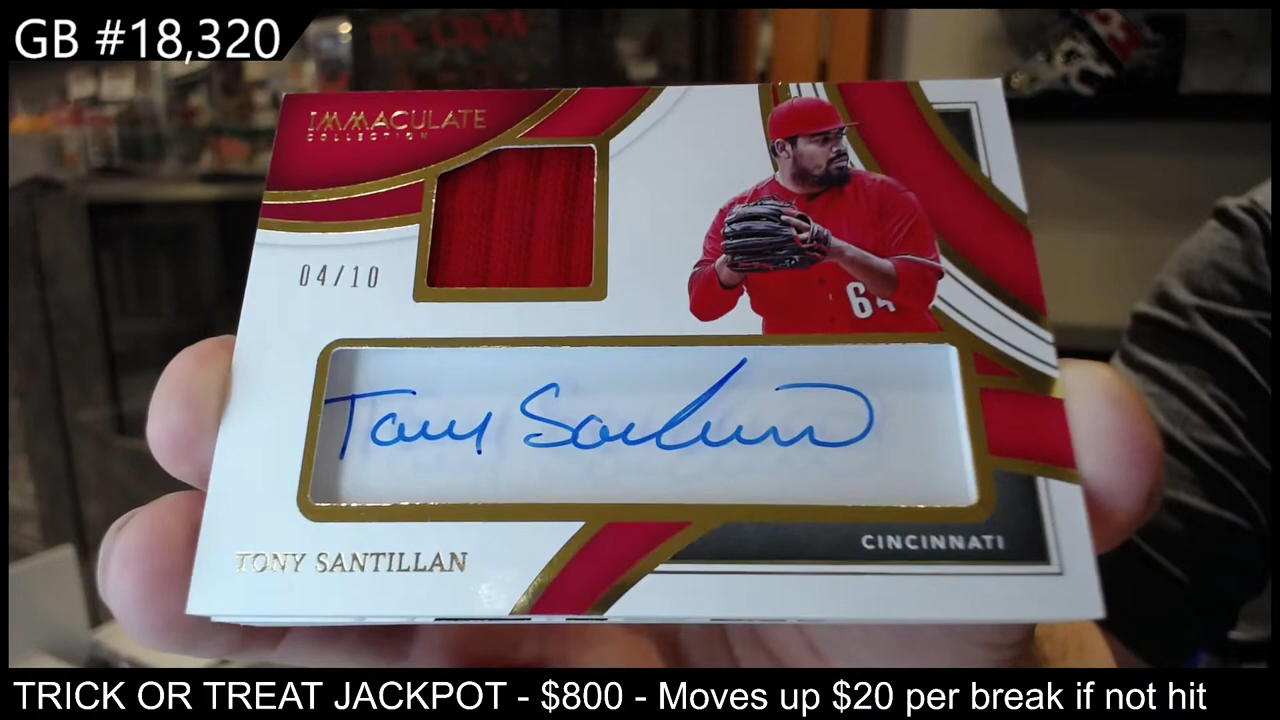 GB #18,320
IMMACULATE
COLLECTION
04/10
64
Tony Santillan
TONY SANTILLAN
CINCINNATI
TRICK OR TREAT JACKPOT - $800 - Moves up $20 per break if not hit